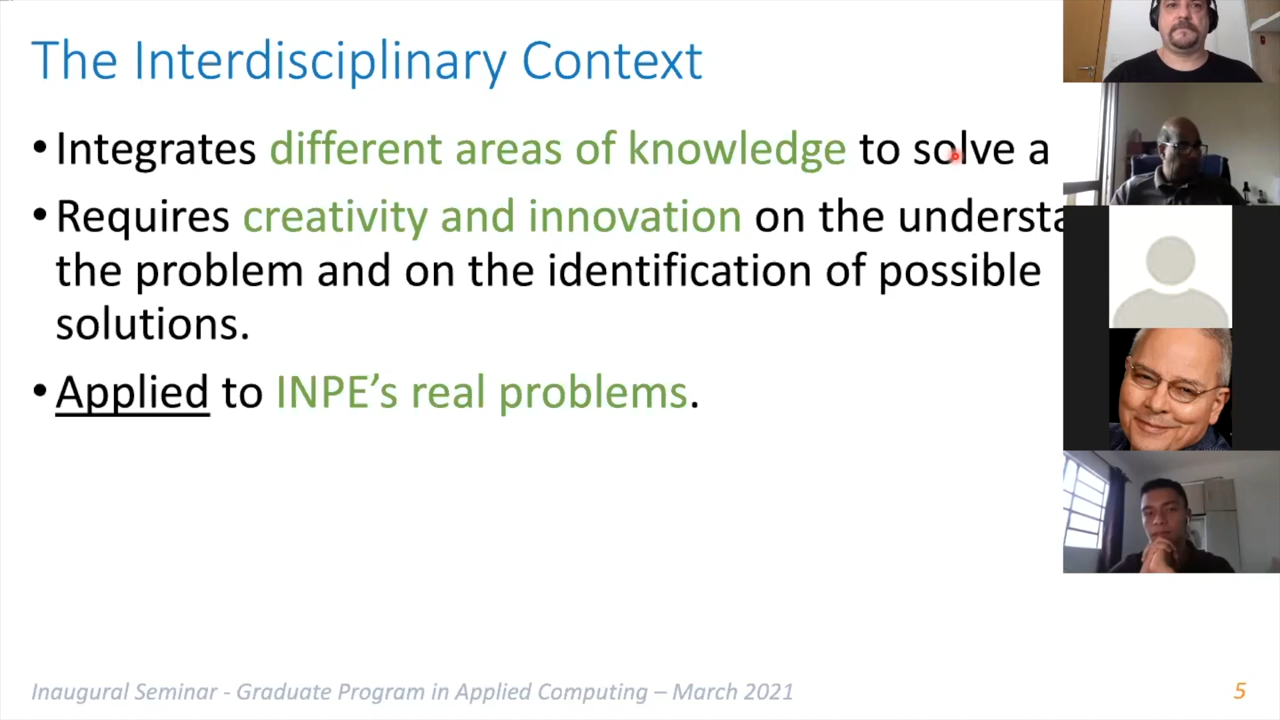 The Interdisciplinary Context
• Integrates different areas of knowledge to solve a
• Requires creativity and innovation on the
the problem and on the identification of possible
solutions.
• Applied to INPE’s real problems.
Inaugural Seminar - Graduate Program in Applied Computing – March 2021
5